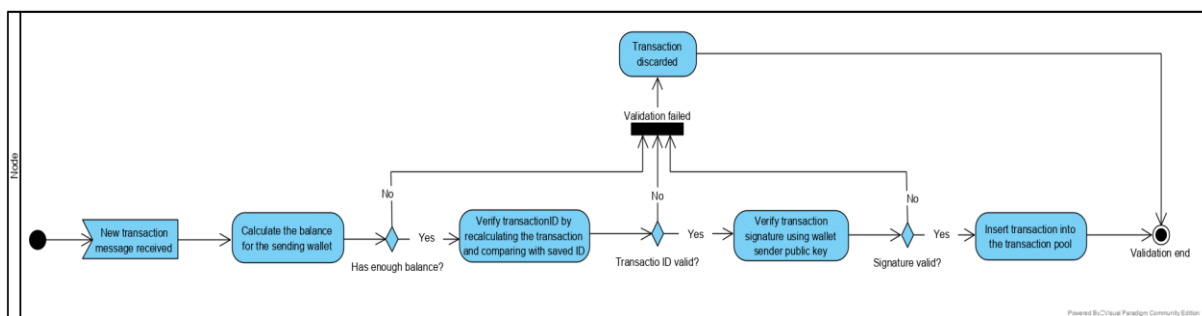 Node
Transaction
discarded
Validation failed
No
No
No
New transaction
message received
Calculate the balance
for the sending wallet
Yes
Has enough balance?
Verify transactionID by
recalculating the transaction
and comparing with saved ID
Yes
Transactio ID valid?
Verify
transaction
signature using wallet
sender public key
Yes
Signature valid?
Insert transaction into
the transaction pool
Validation end
Powered By Visual Paradigm Community Edition